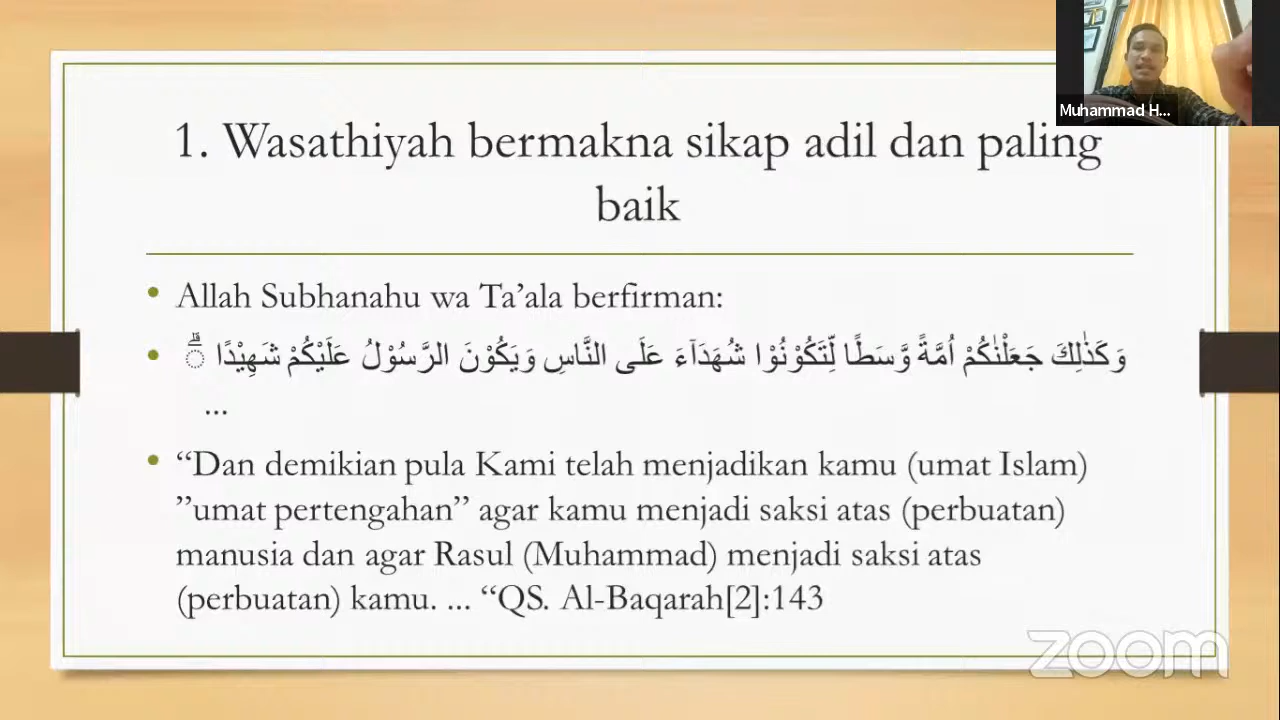 Muhammad H...
1. Wasathiyah bermakna sikap adil dan paling
baik
• Allah Subhanahu wa Ta’ala berfirman:
• وَكَذٰلِكَ جَعَلْنٰكُمْ اُمَّةً وَّسَطًا لِّتَكُوْنُوْا شُهَدَاۤءَ عَلَى النَّاسِ وَيَكُوْنَ الرَّسُوْلُ عَلَيْكُمْ شَهِيْدًا ۗ
...
• “Dan demikian pula Kami telah menjadikan kamu (umat Islam)
”umat pertengahan” agar kamu menjadi saksi atas (perbuatan)
manusia dan agar Rasul (Muhammad) menjadi saksi atas
(perbuatan) kamu. ... “QS. Al-Baqarah[2]:143
zoom